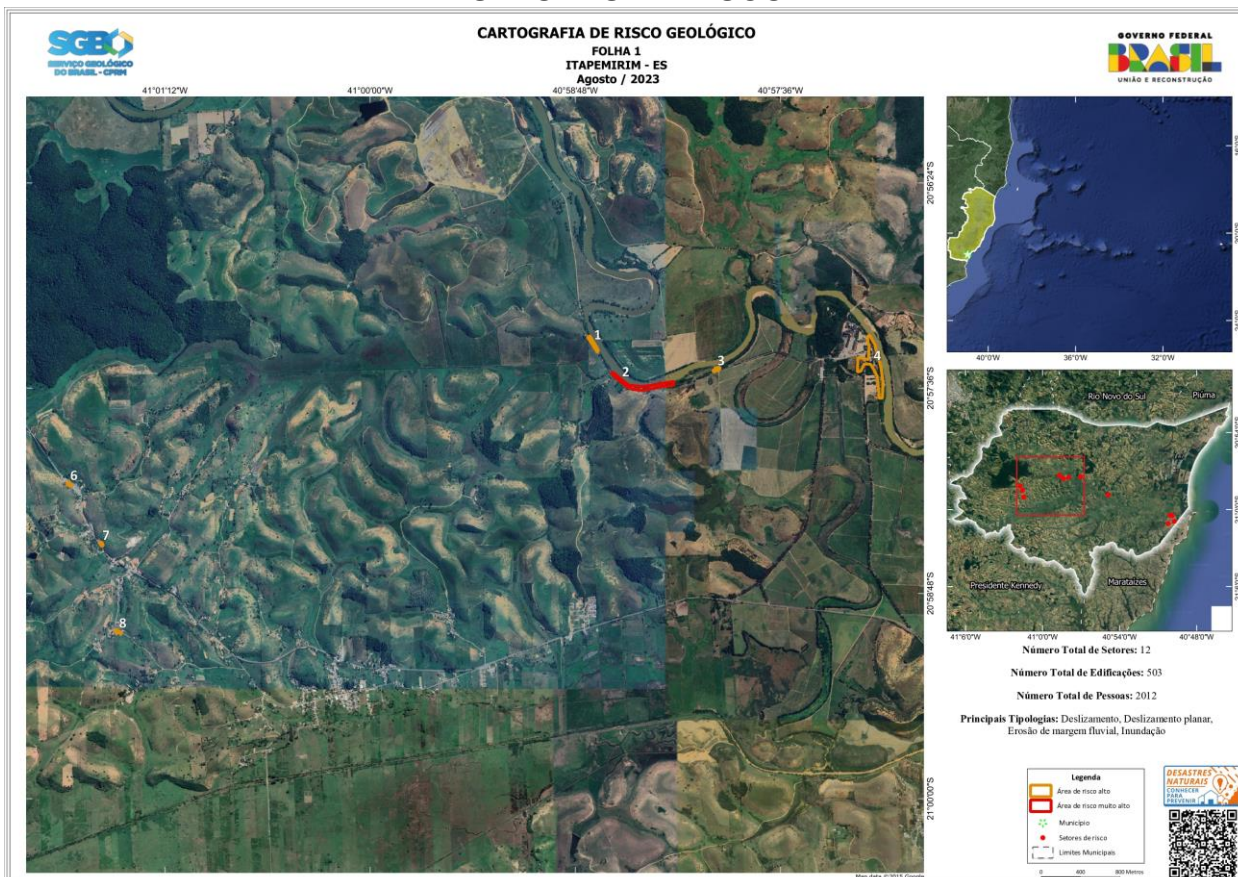 SGB
SERVIÇO GEOLÓGICO
DO BRASIL - CPRM
CARTOGRAFIA DE RISCO GEOLÓGICO
FOLHA 1
ITAPEMIRIM - ES
Agosto / 2023
GOVERNO FEDERAL
BRASIL
UNIÃO E RECONSTRUÇÃO
41°01'12"W
41°00'00"W
40°58'48"W
40°57'36"W
20°56'24"S
20°57'36"S
20°58'48"S
21°00'00"S
1
2
3
4
6
7
8
40°W
36°W
32°W
Rio Novo do Sul
Piúma
Presidente Kennedy
Marataízes
41°6'0"W
41°0'0"W
40°54'0"W
40°48'0"W
Número Total de Setores: 12
Número Total de Edificações: 503
Número Total de Pessoas: 2012
Principais Tipologias: Deslizamento, Deslizamento planar,
Erosão de margem fluvial, Inundação
Legenda
Área de risco alto
Área de risco muito alto
Município
Setores de risco
Limites Municipais
0 400 800 Metros
DESASTRES
NATURAIS
CONHECER
PARA
PREVENIR
Map data ©2015 Google